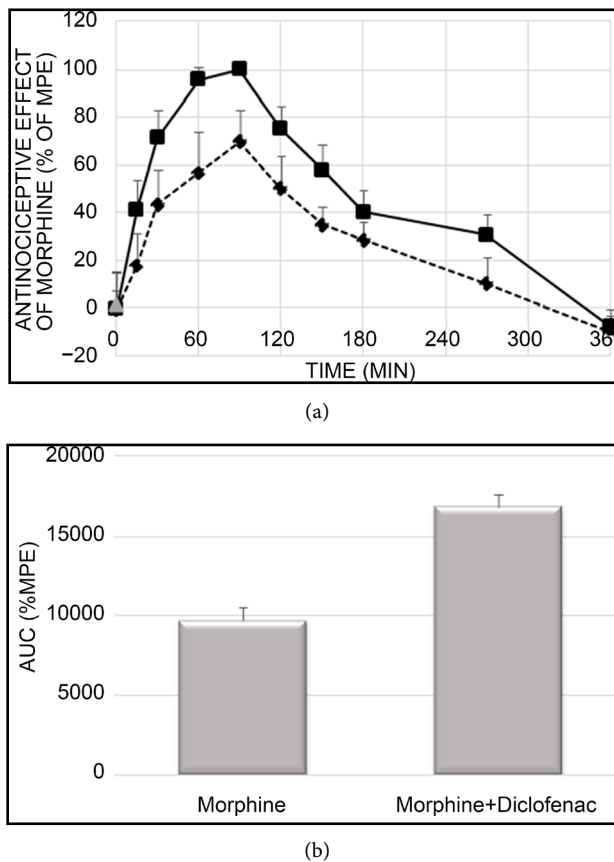 120
100
80
60
40
20
0
−20
ANTINOCICEPTIVE EFFECT
OF MORPHINE (% OF MPE)
0 60 120 180 240 300 36
TIME (MIN)
(a)
20000
15000
10000
5000
0
AUC (%MPE)
Morphine Morphine+Diclofenac
(b)